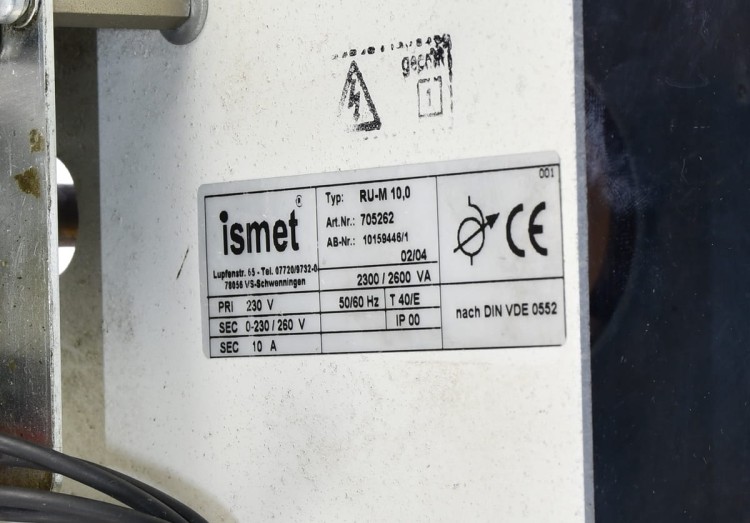 geprüft
1
001
ismet ®
Lupfenstr. 65 - Tel. 07720/9732-0
78056 VS-Schwenningen
Typ: RU-M 10,0
Art.Nr.: 705262
AB-Nr.: 10159446/1
02/04
2300 / 2600 VA
CE
PRI 230 V
50/60 Hz T 40/E
SEC 0-230 / 260 V
IP 00
SEC 10 A
nach DIN VDE 0552